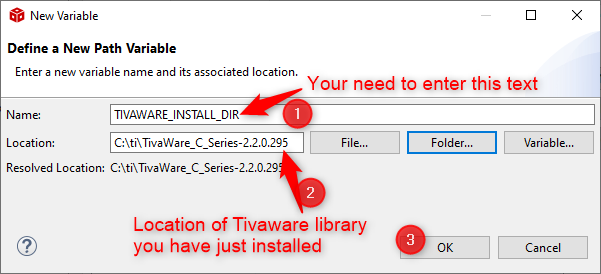 New Variable
Define a New Path Variable
Enter a new variable name and its associated location.
Your need to enter this text
Name: TIVAWARE_INSTALL_DIR
1
Location: C:\ti\TivaWare_C_Series-2.2.0.295 File... Folder... Variable...
Resolved Location: C:\ti\TivaWare_C_Series-2.2.0.295
2
Location of Tivaware library
you have just installed
3
? OK Cancel